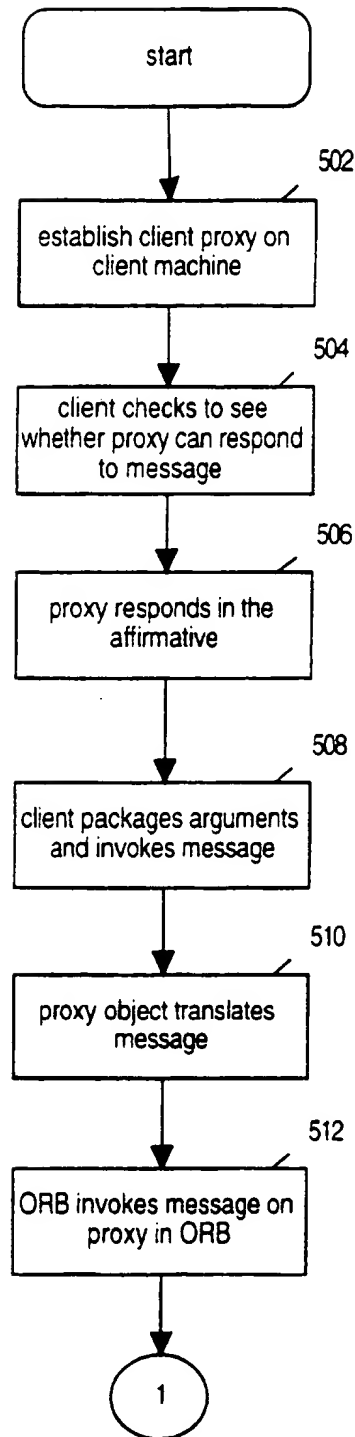 start
502
establish client proxy on
client machine
504
client checks to see
whether proxy can respond
to message
506
proxy responds in the
affirmative
508
client packages arguments
and invokes message
510
proxy object translates
message
512
ORB invokes message on
proxy in ORB
1